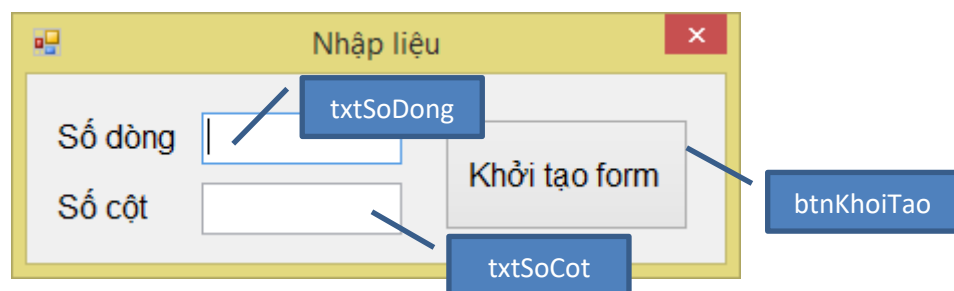 Nhập liệu
txtSoDong
Số dòng
Khởi tạo form
Số cột
btnKhoiTao
txtSoCot